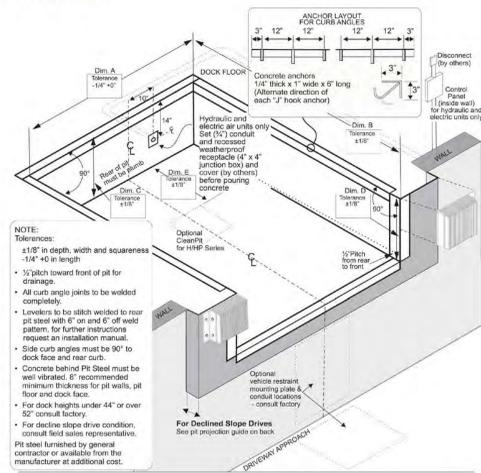 ANCHOR LAYOUT
FOR CURB ANGLES
3" 12" 12" 12" 12" 3"
Concrete anchors
1/4" thick x 1" wide x 6" long
(Alternate direction of
each "J" hook anchor)
3"
3"
Disconnect
(by others)
Control
Panel
(inside wall)
for hydraulic and
electric units only
WALL
Dim. A
Tolerance
-1/4" +0"
DOCK FLOOR
10"
14"
Hydraulic and
electric air units only
Set (¾") conduit
and recessed
weatherproof
receptacle (4" x 4"
junction box) and
cover (by others)
before pouring
concrete
Dim. B
Tolerance
±1/8"
90°
Rear of pit
must be plumb
Dim. C
Tolerance
±1/8"
Dim. E
Tolerance
±1/8"
Dim. D
Tolerance
±1/8"
90°
Optional
CleanPit
for H/HP Series
½"Pitch
from rear
to front
NOTE:
Tolerances:
±1/8" in depth, width and squareness
-1/4" +0 in length
• ½"pitch toward front of pit for
drainage.
• All curb angle joints to be welded
completely.
• Levelers to be stitch welded to rear
pit steel with 6" on and 6" off weld
pattern, for further instructions
request an installation manual.
• Side curb angles must be 90° to
dock face and rear curb.
• Concrete behind Pit Steel must be
well vibrated. 8" recommended
minimum thickness for pit walls, pit
floor and dock face.
• For dock heights under 44" or over
52" consult factory.
• For decline slope drive condition,
consult field sales representative.
Pit steel furnished by general
contractor or available from the
manufacturer at additional cost.
WALL
Optional
vehicle restraint
mounting plate &
conduit locations
- consult factory
For Declined Slope Drives
See pit projection guide on back
DRIVEWAY APPROACH